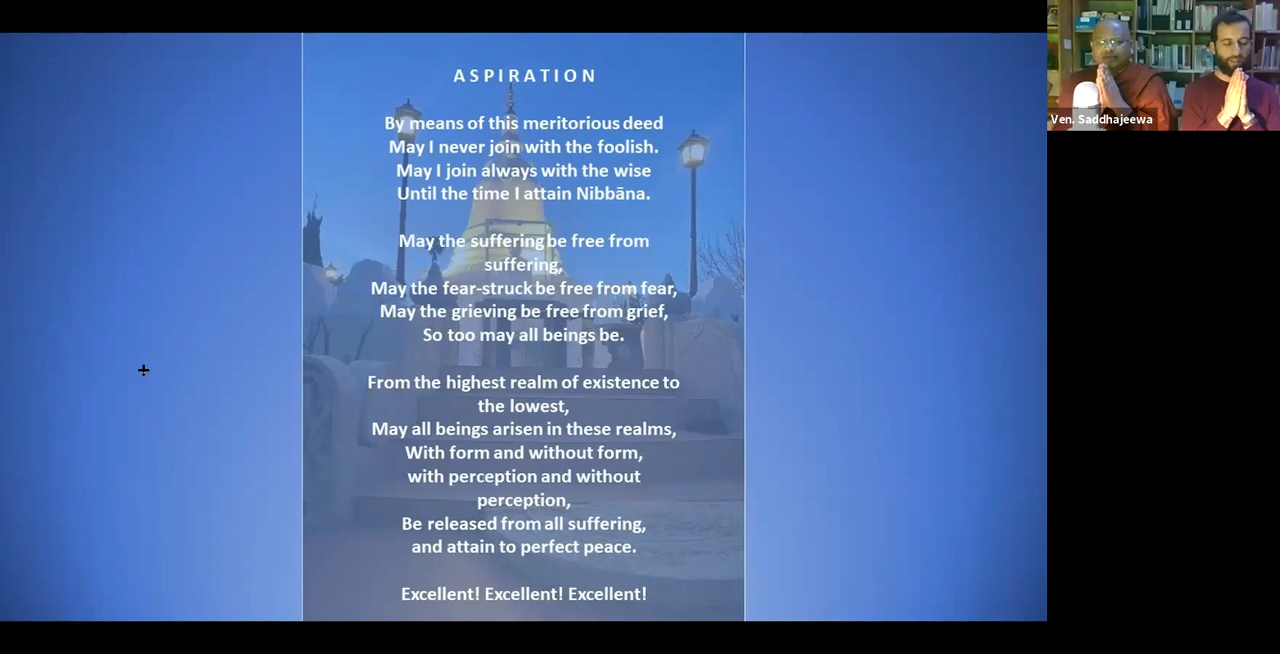 ASPIRATION
By means of this meritorious deed
May I never join with the foolish.
May I join always with the wise
Until the time I attain Nibbāna.
May the suffering be free from
suffering,
May the fear-struck be free from fear,
May the grieving be free from grief,
So too may all beings be.
From the highest realm of existence to
the lowest,
May all beings arisen in these realms,
With form and without form,
with perception and without
perception,
Be released from all suffering,
and attain to perfect peace.
Excellent! Excellent! Excellent!
Ven. Saddhajeewa